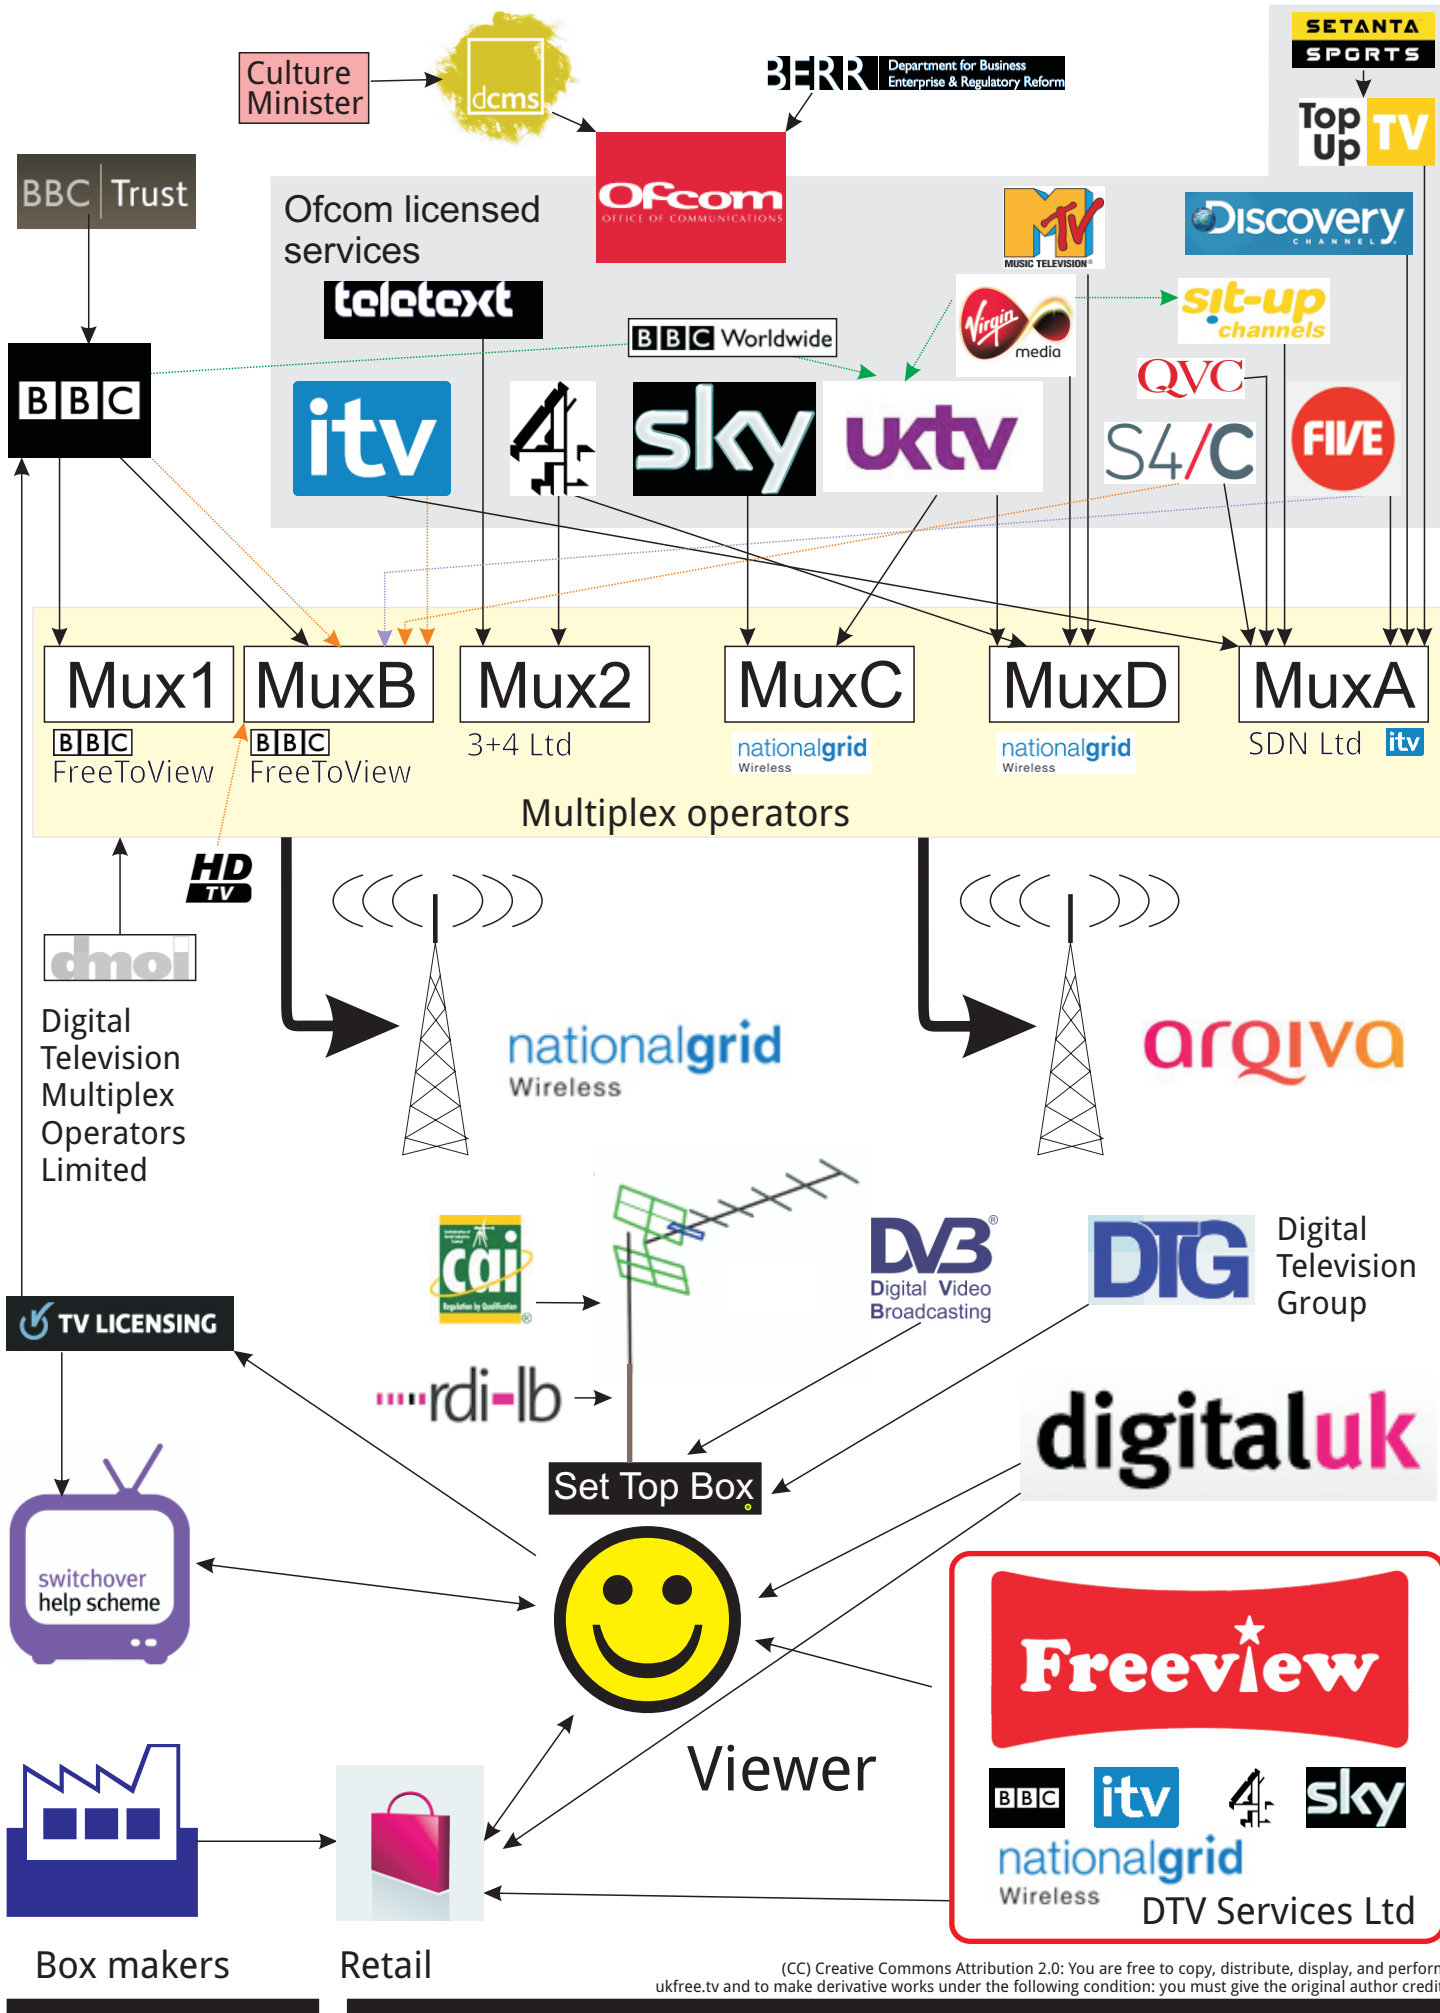 SETANTA
SPORTS
Culture
Minister
dcms
BERR Department for Business
Enterprise & Regulatory Reform
Top
Up
TV
BBC Trust
Ofcom
OFFICE OF COMMUNICATIONS
Ofcom licensed
services
MTV
MUSIC TELEVISION®
Discovery
CHANNEL
teletext
BBC Worldwide
Virgin
media
sit-up
channels
BBC
itv
4
sky
uktv
QVC
S4/C
FIVE
Mux1
MuxB
Mux2
MuxC
MuxD
MuxA
BBC
FreeToView
BBC
FreeToView
3+4 Ltd
nationalgrid
Wireless
nationalgrid
Wireless
SDN Ltd itv
Multiplex operators
HD
TV
dmol
Digital
Television
Multiplex
Operators
Limited
nationalgrid
Wireless
arqiva
cai
Regulation by Qualification
®
DVB®
Digital Video
Broadcasting
DTG
Digital
Television
Group
TV LICENSING
rdi-lb
digitaluk
Set Top Box
switchover
help scheme
Freeview
Viewer
BBC
itv
4
sky
nationalgrid
Wireless
DTV Services Ltd
Box makers
Retail
(CC) Creative Commons Attribution 2.0: You are free to copy, distribute, display, and perform
ukfree.tv and to make derivative works under the following condition: you must give the original author credit